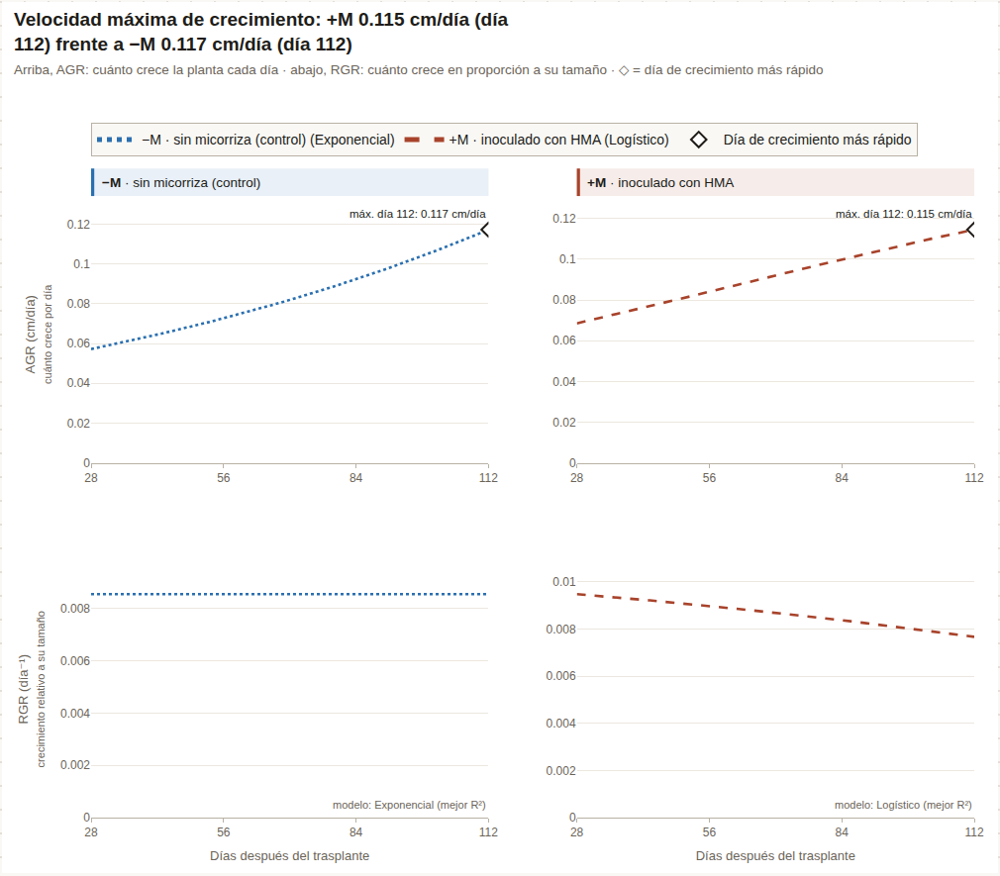 Velocidad máxima de crecimiento: +M 0.115 cm/día (día
112) frente a −M 0.117 cm/día (día 112)
Arriba, AGR: cuánto crece la planta cada día · abajo, RGR: cuánto crece en proporción a su tamaño · ◇ = día de crecimiento más rápido
−M · sin micorriza (control) (Exponencial)
+M · inoculado con HMA (Logístico)
Día de crecimiento más rápido
−M · sin micorriza (control)
máx. día 112: 0.117 cm/día
0.12
0.1
0.08
0.06
0.04
0.02
0
28 56 84 112
AGR (cm/día)
cuánto crece por día
+M · inoculado con HMA
máx. día 112: 0.115 cm/día
0.12
0.1
0.08
0.06
0.04
0.02
0
28 56 84 112
0.008
0.006
0.004
0.002
0
28 56 84 112
RGR (día⁻¹)
crecimiento relativo a su tamaño
modelo: Exponencial (mejor R²)
Días después del trasplante
0.01
0.008
0.006
0.004
0.002
0
28 56 84 112
modelo: Logístico (mejor R²)
Días después del trasplante